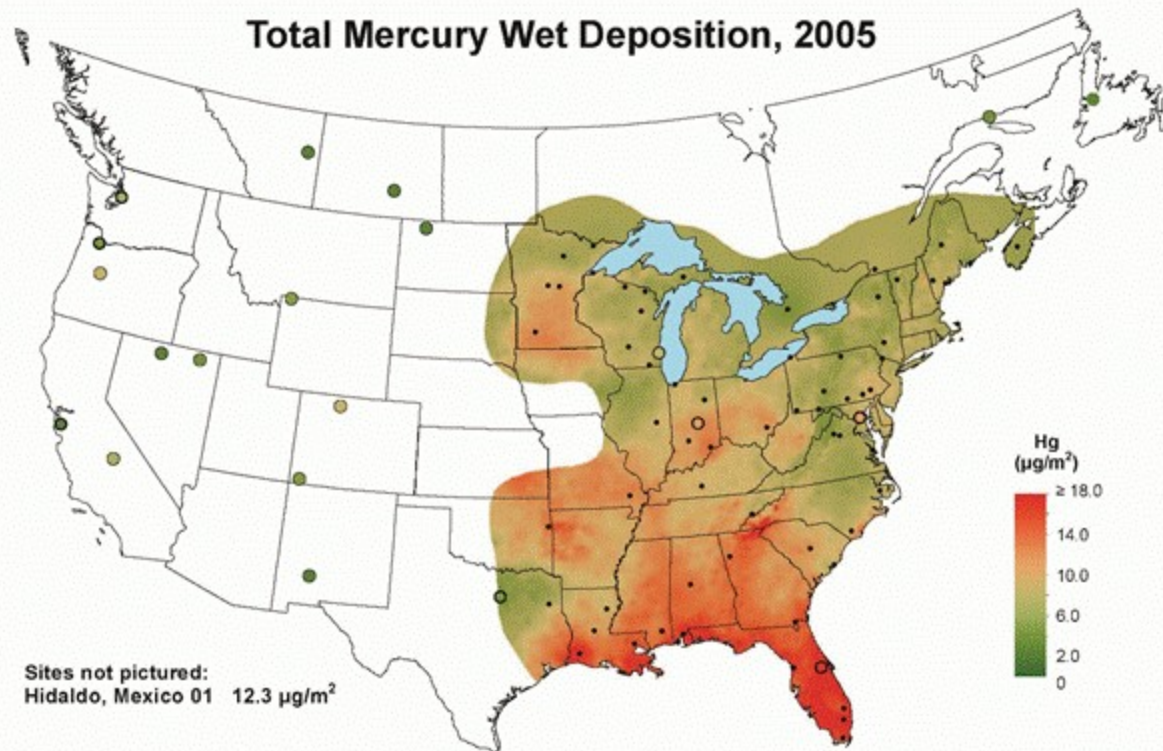 Total Mercury Wet Deposition, 2005
Hg
(µg/m²)
≥ 18.0
14.0
10.0
6.0
2.0
0
Sites not pictured:
Hidaldo, Mexico 01 12.3 µg/m²